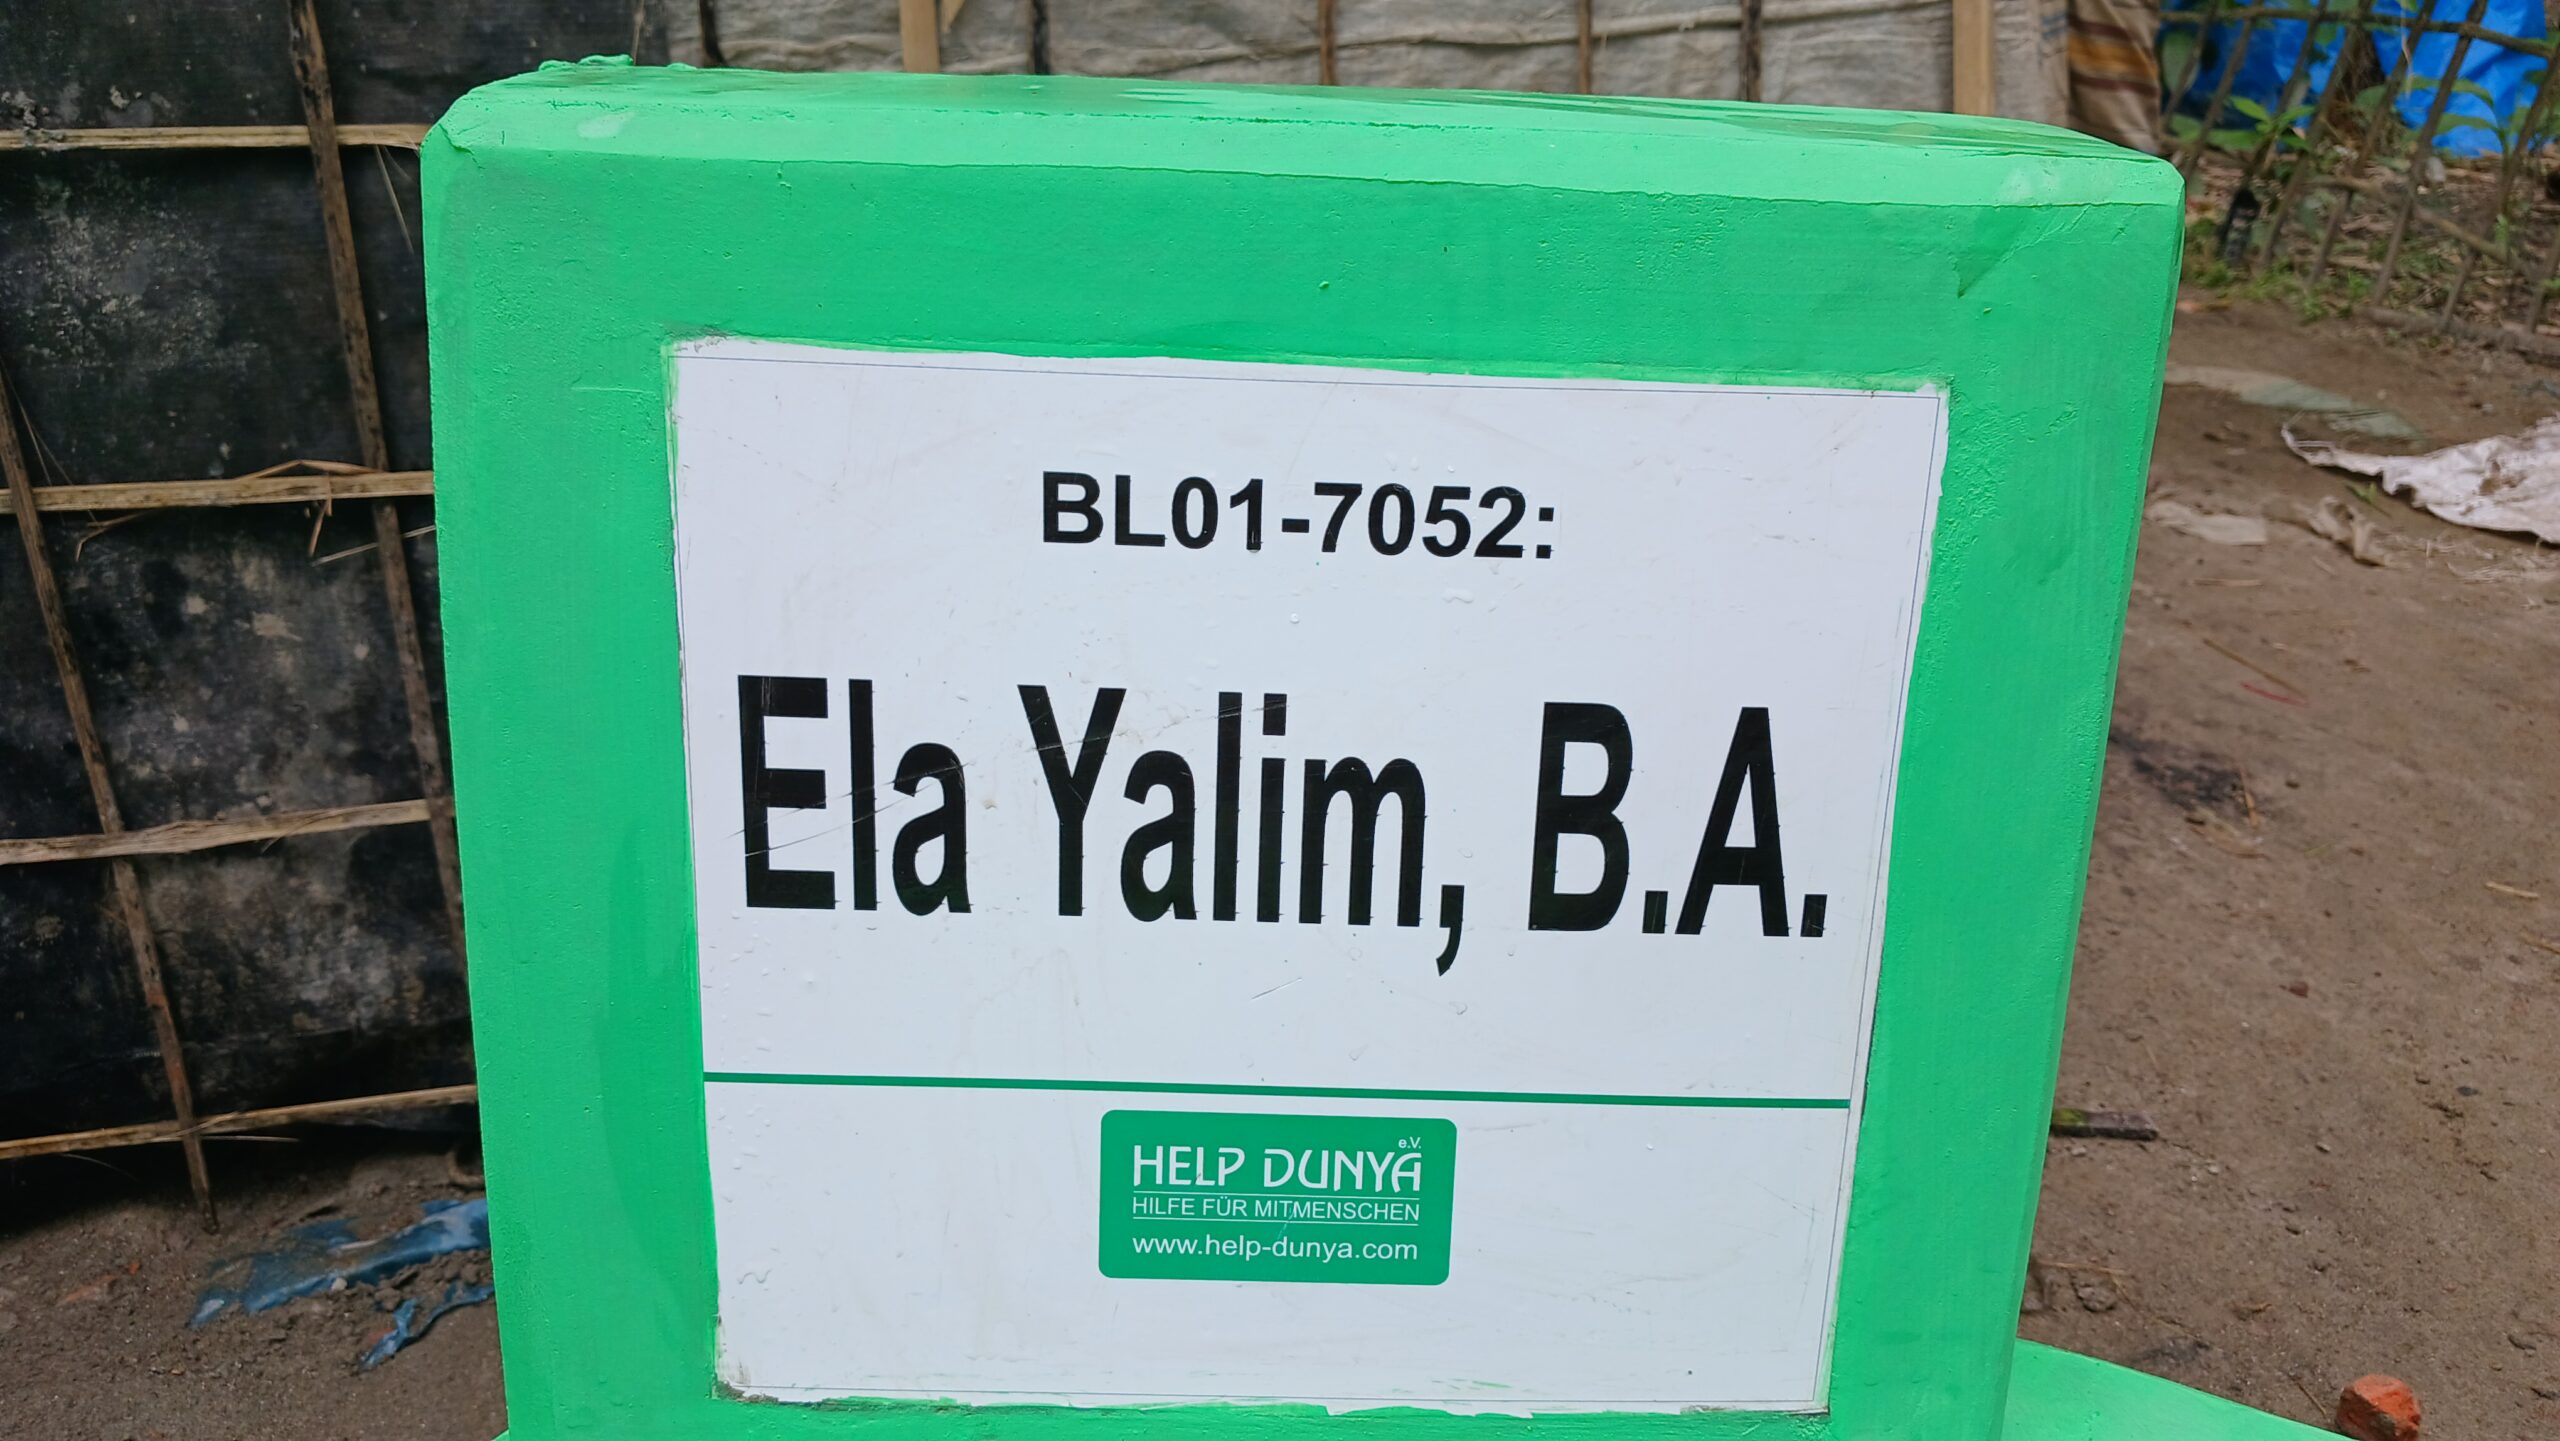 BL01-7052:
Ela Yalim, B.A.
e.V.
HELP DUNYA
HILFE FÜR MITMENSCHEN
www.help-dunya.com